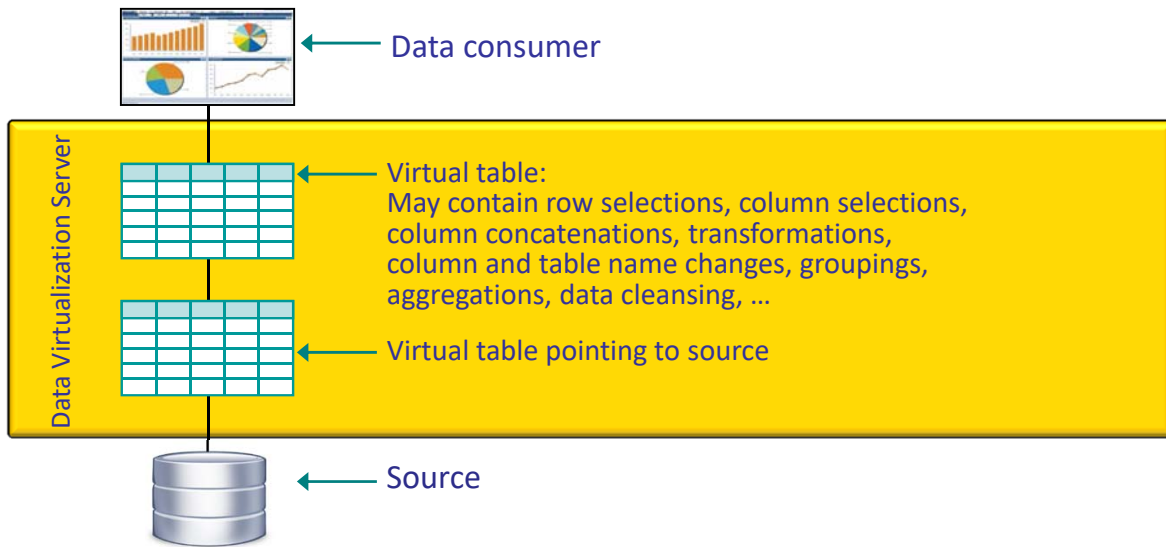 Data consumer
Data Virtualization Server
Virtual table:
May contain row selections, column selections,
column concatenations, transformations,
column and table name changes, groupings,
aggregations, data cleansing, …
Virtual table pointing to source
Source